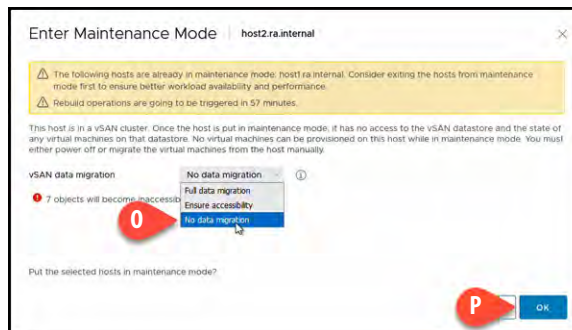 Enter Maintenance Mode | host2.ra.internal
The following hosts are already in maintenance mode: host1.ra.internal. Consider exiting the hosts from maintenance
mode first to ensure better workload availability and performance.
Rebuild operations are going to be triggered in 57 minutes.
This host is in a vSAN cluster. Once the host is put in maintenance mode, it has no access to the vSAN datastore and the state of
any virtual machines on that datastore. No virtual machines can be provisioned on this host while in maintenance mode. You must
either power off or migrate the virtual machines from the host manually.
vSAN data migration No data migration
Full data migration
7 objects will become inaccessib
Ensure accessibility
O No data migration
Put the selected hosts in maintenance mode?
P OK